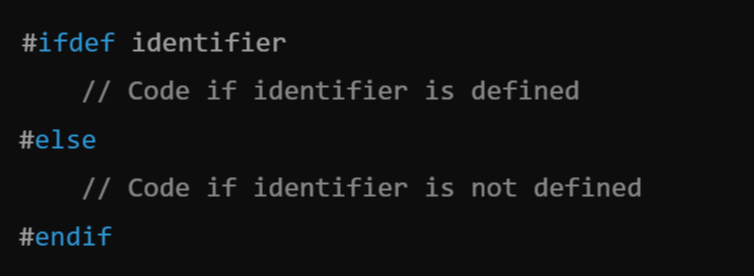 #ifdef identifier
    // Code if identifier is defined
#else
    // Code if identifier is not defined
#endif